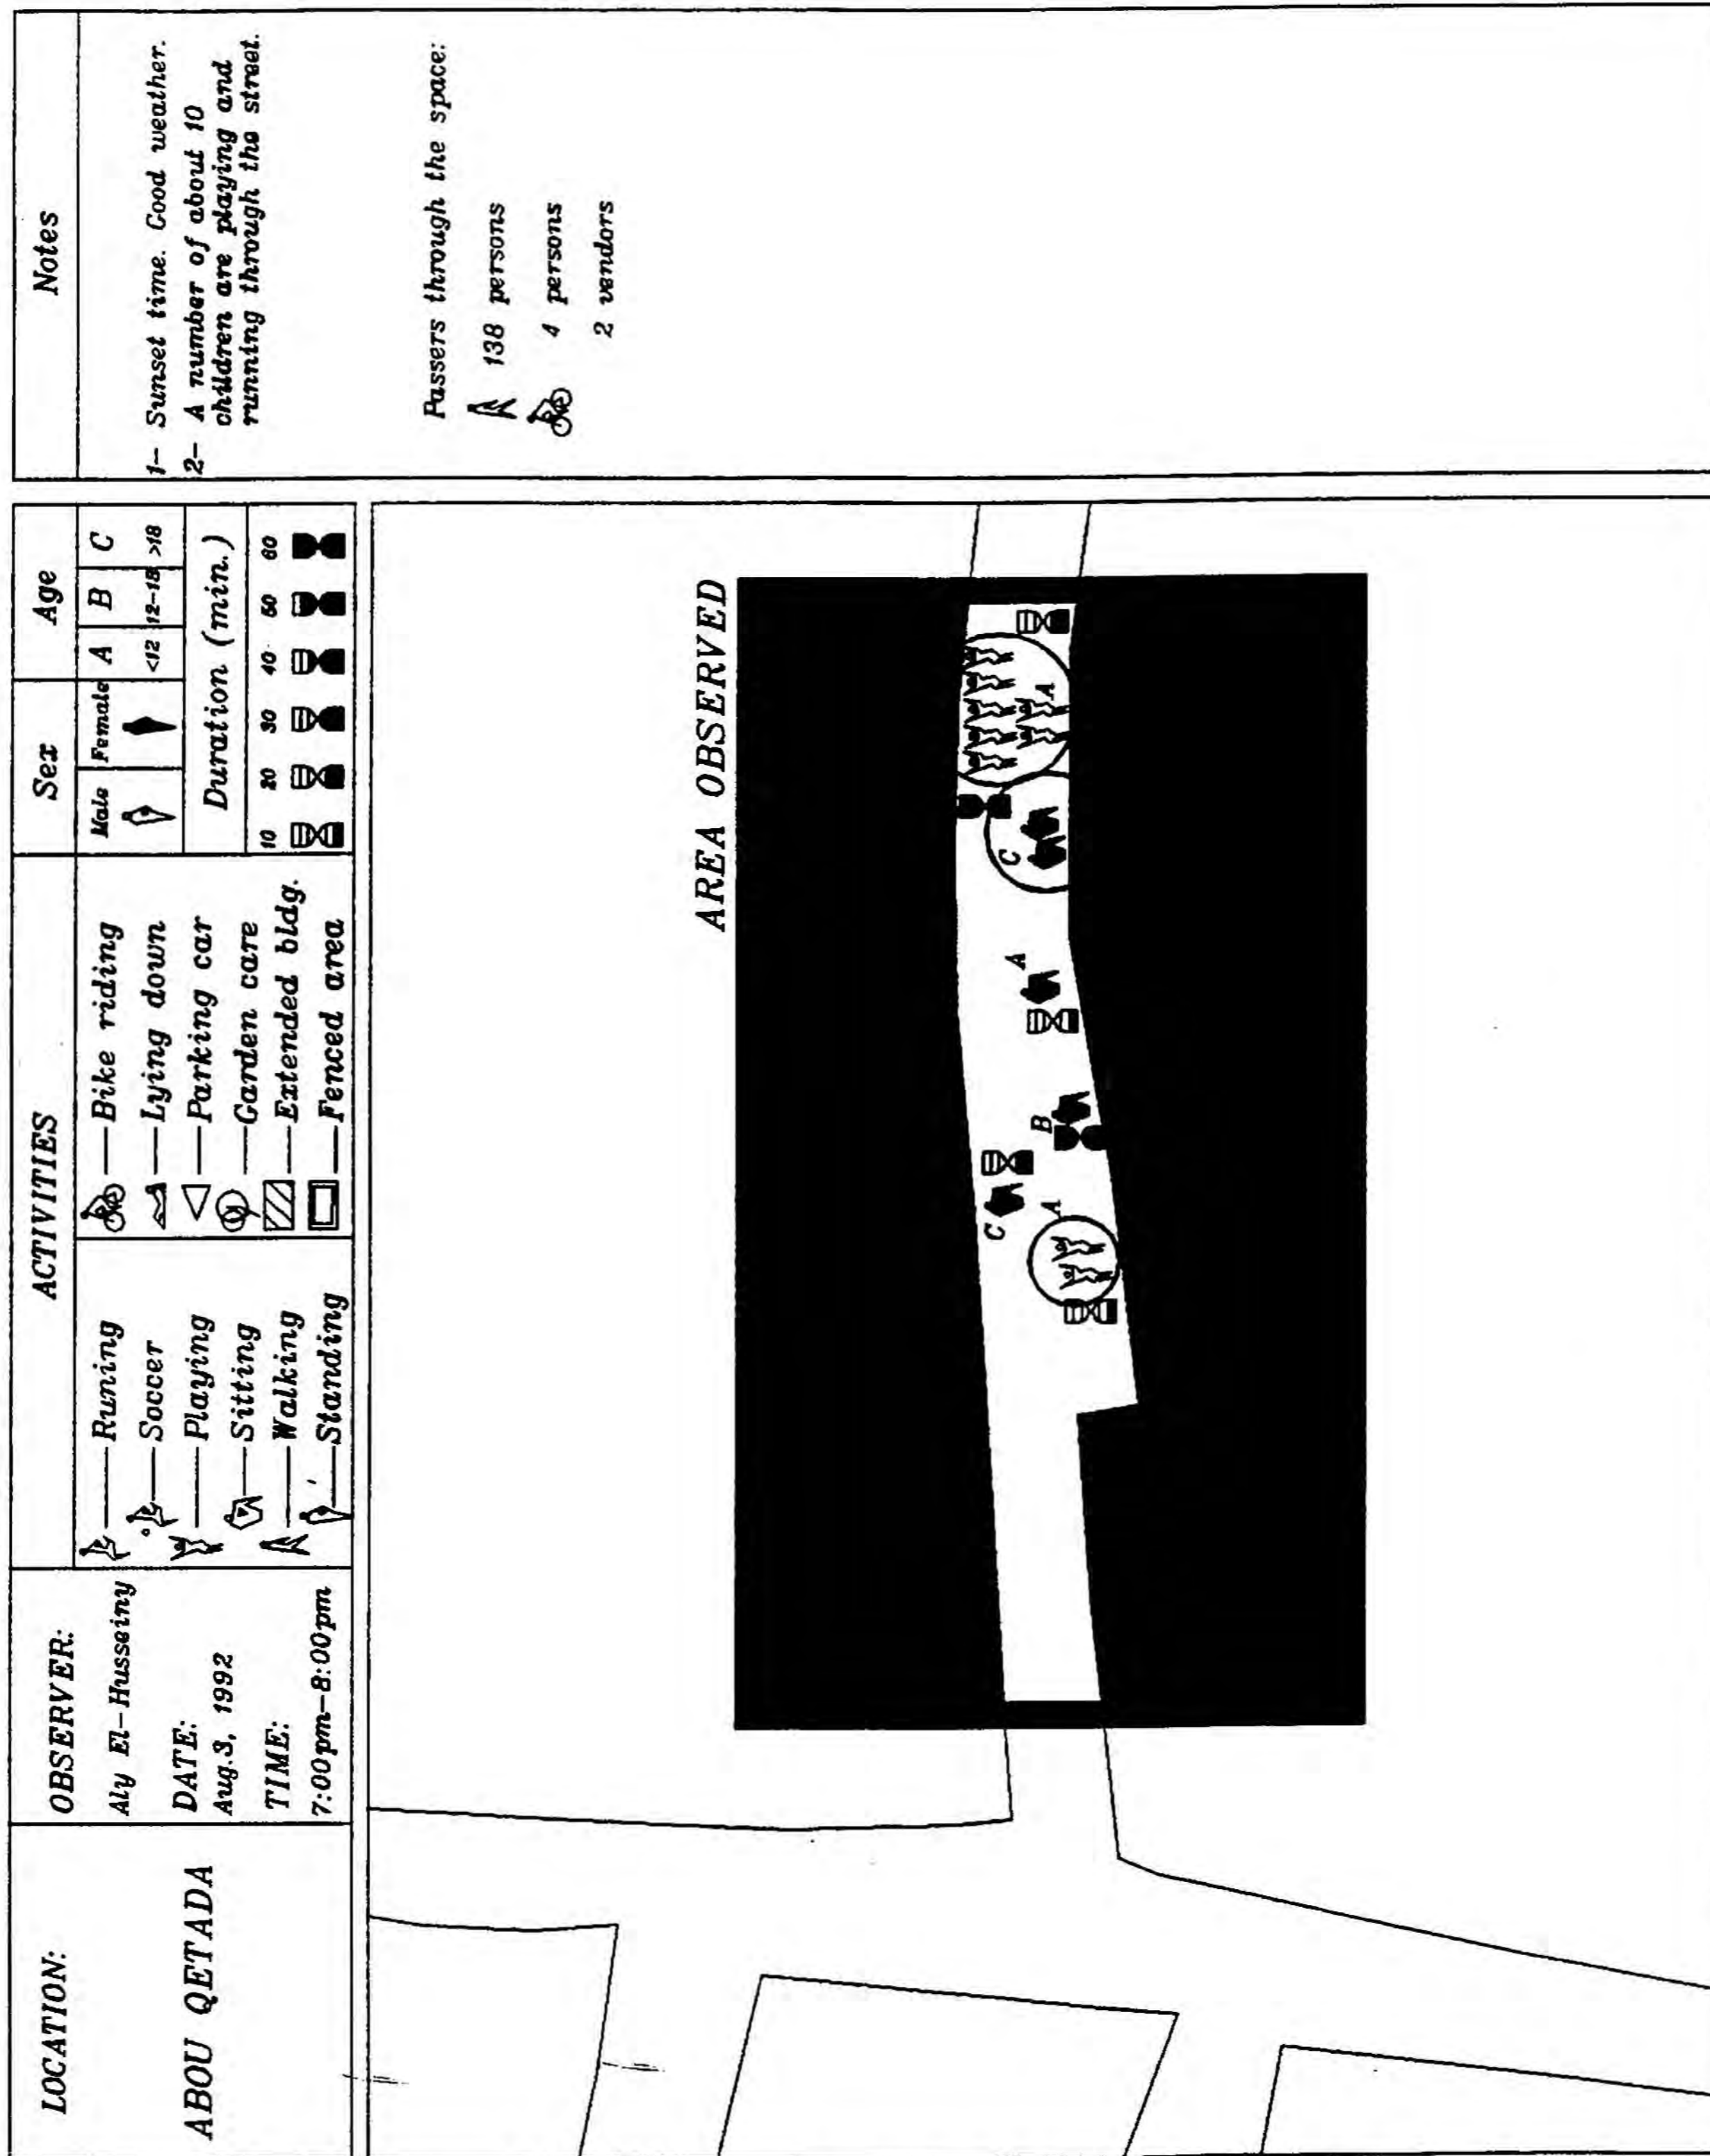 LOCATION:
ABOU QETADA
OBSERVER:
Aly El-Husseiny
DATE:
Aug.3, 1992
TIME:
7:00pm-8:00pm
ACTIVITIES
Runing
Soccer
Playing
Sitting
Walking
Standing
Bike riding
Lying down
Parking car
Garden care
Extended bldg.
Fenced area
Sex
Male Female
Age
A B C
<12 12-18 >18
Duration (min.)
10 20 30 40 50 60
Notes
1- Sunset time. Good weather.
2- A number of about 10
children are playing and
running through the street.
Passers through the space:
138 persons
4 persons
2 vendors
AREA OBSERVED
A
C
B
A
C
A